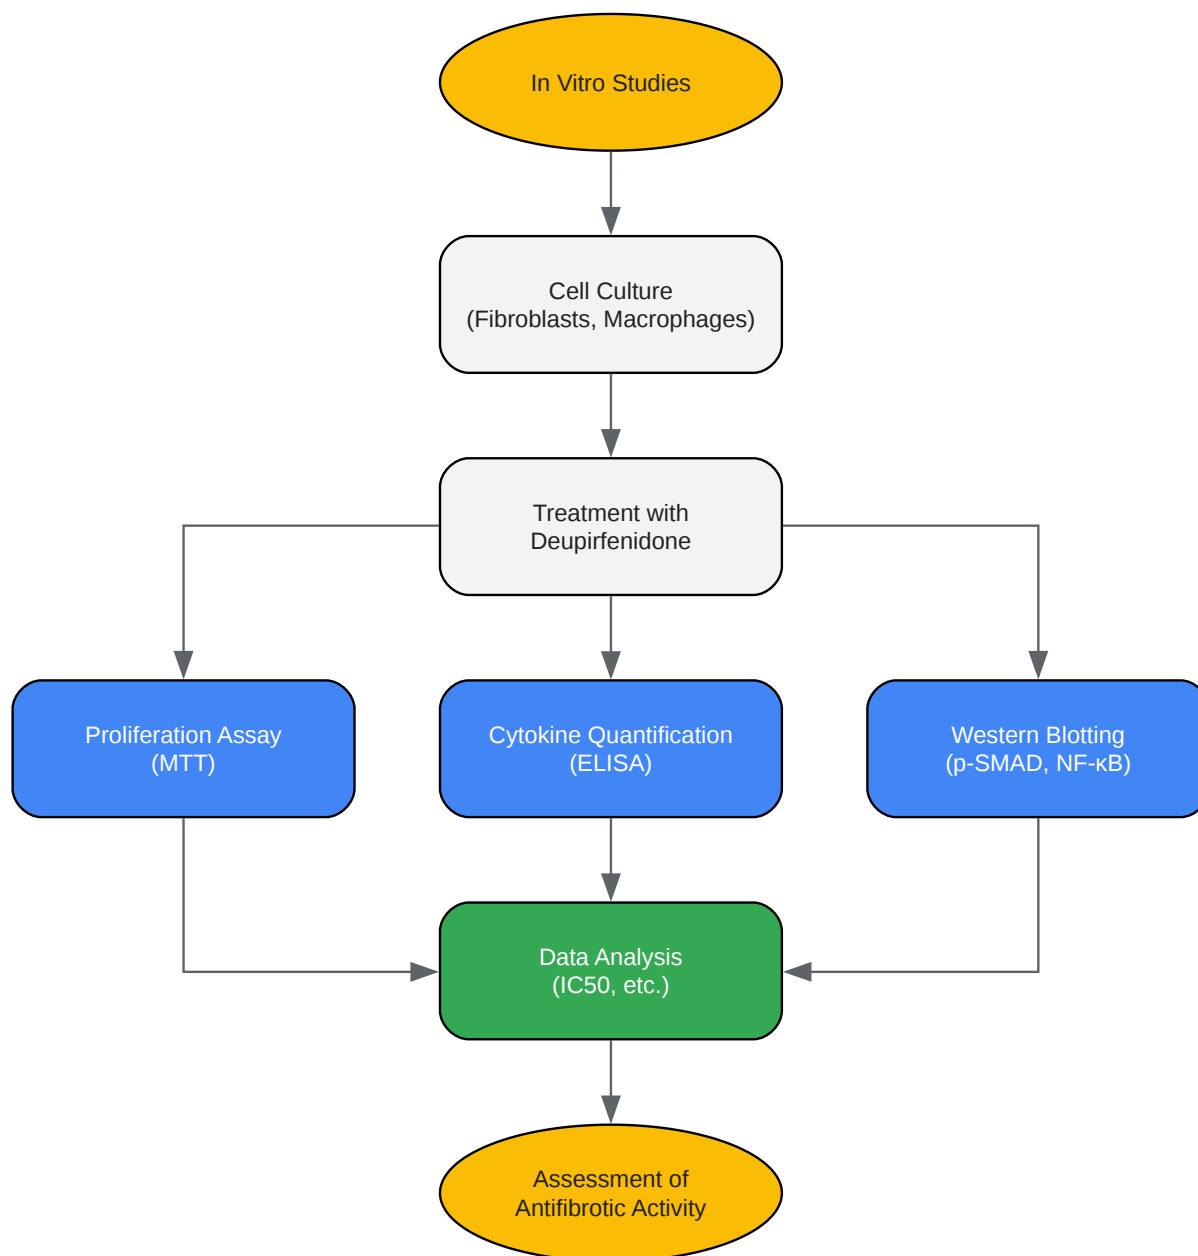 In Vitro Studies
Cell Culture
(Fibroblasts, Macrophages)
Treatment with
Deupirfenidone
Proliferation Assay
(MTT)
Cytokine Quantification
(ELISA)
Western Blotting
(p-SMAD, NF-κB)
Data Analysis
(IC50, etc.)
Assessment of
Antifibrotic Activity